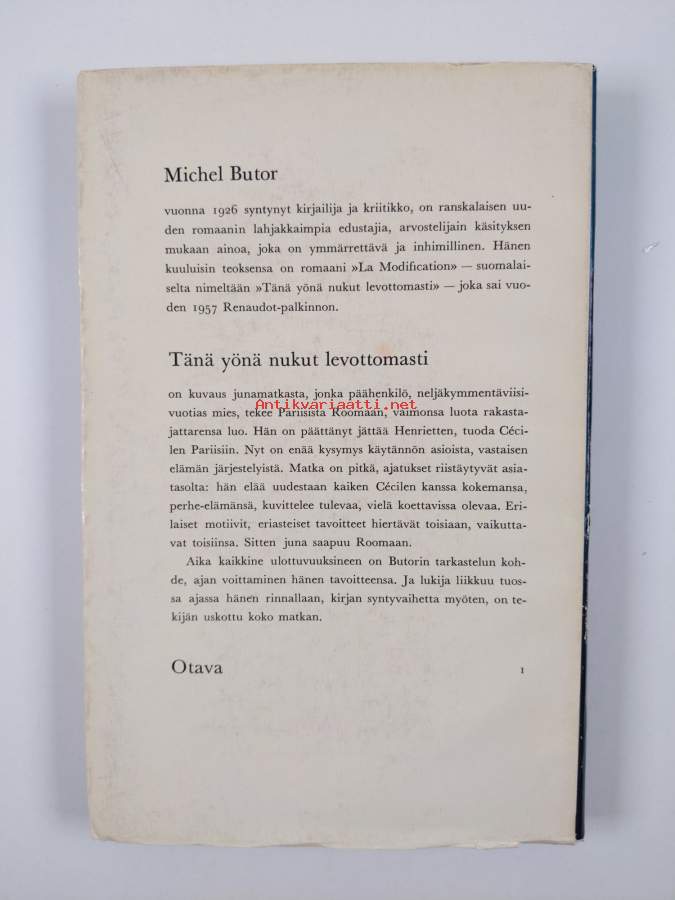 Michel Butor
vuonna 1926 syntynyt kirjailija ja kriitikko, on ranskalaisen uu-
den romaanin lahjakkaimpia edustajia, arvostelijain käsityksen
mukaan ainoa, joka on ymmärrettävä ja inhimillinen. Hänen
kuuluisin teoksensa on romaani »La Modification» — suomalai-
selta nimeltään »Tänä yönä nukut levottomasti» — joka sai vuo-
den 1957 Renaudot-palkinnon.
Tänä yönä nukut levottomasti
on kuvaus junamatkasta, jonka päähenkilö, neljäkymmentäviisi-
Antikvariaatti.net
vuotias mies, tekee Pariisista Roomaan, vaimonsa luota rakasta-
jattarensa luo. Hän on päättänyt jättää Henrietten, tuoda Céci-
len Pariisiin. Nyt on enää kysymys käytännön asioista, vastaisen
elämän järjestelyistä. Matka on pitkä, ajatukset riistäytyvät asia-
tasolta: hän elää uudestaan kaiken Cécilen kanssa kokemansa,
perhe-elämänsä, kuvittelee tulevaa, vielä koettavissa olevaa. Eri-
laiset motiivit, eriasteiset tavoitteet hiertävät toisiaan, vaikutta-
vat toisiinsa. Sitten juna saapuu Roomaan.
Aika kaikkine ulottuvuuksineen on Butorin tarkastelun koh-
de, ajan voittaminen hänen tavoitteensa. Ja lukija liikkuu tuos-
sa ajassa hänen rinnallaan, kirjan syntyvaihetta myöten, on te-
kijän uskottu koko matkan.
Otava 1